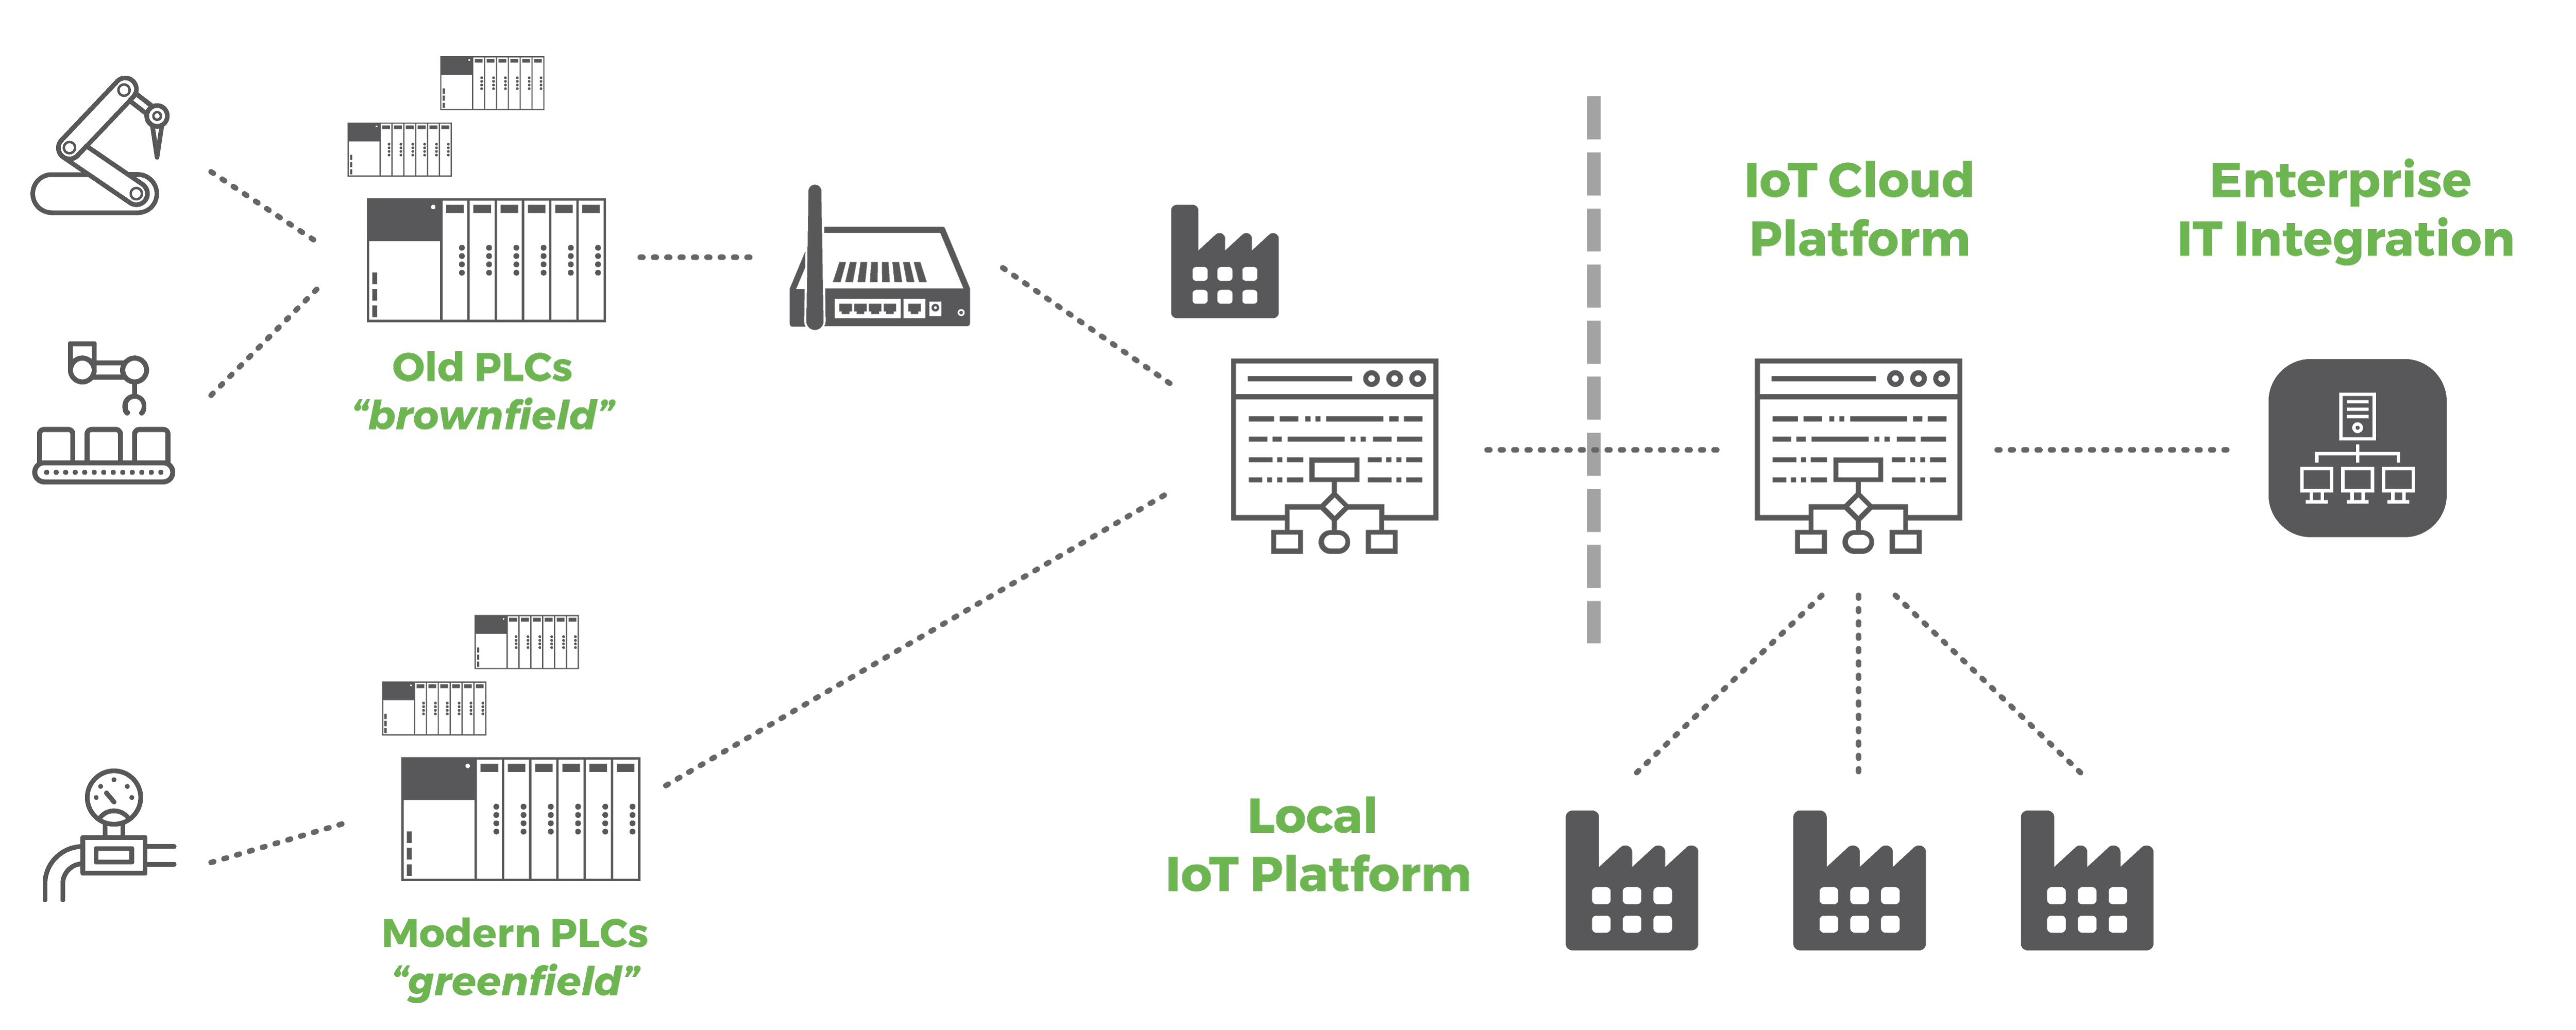 Old PLCs
“brownfield”
Modern PLCs
“greenfield”
Local
IoT Platform
IoT Cloud
Platform
Enterprise
IT Integration